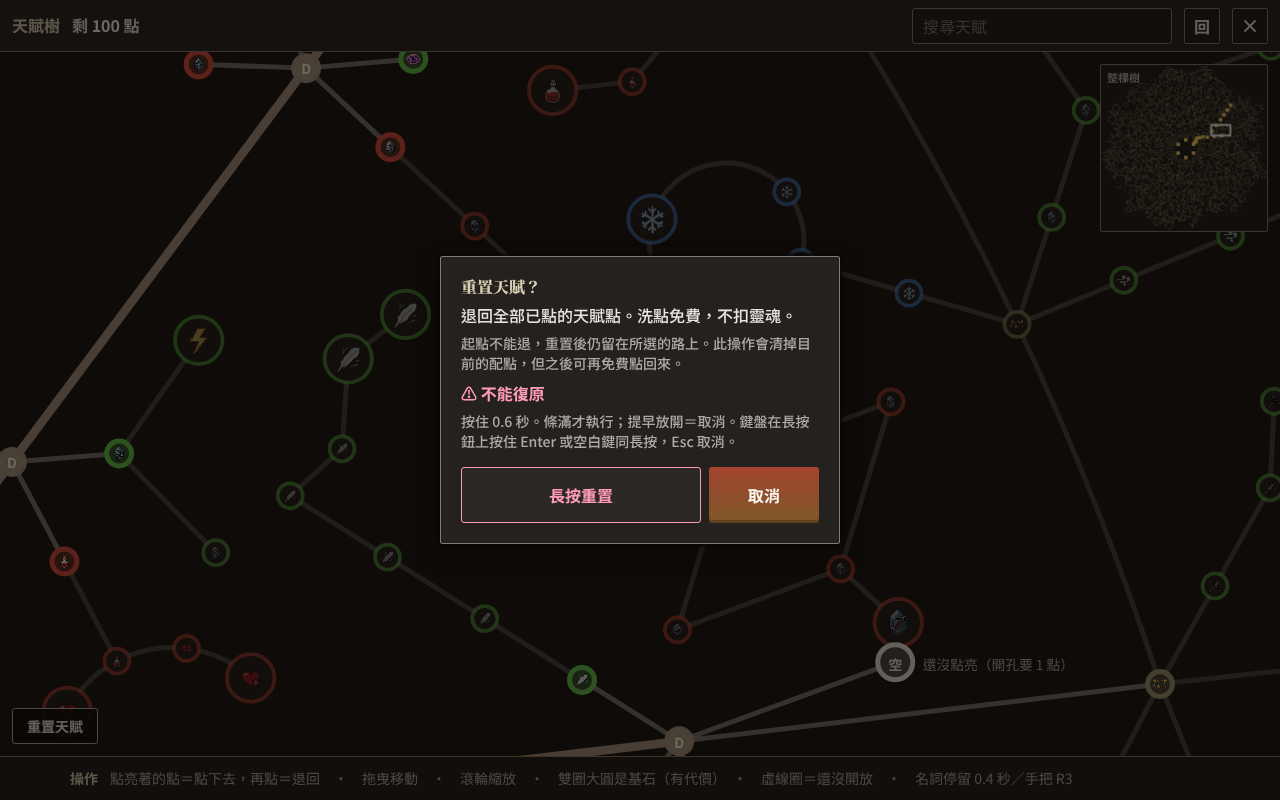 天賦樹 剩 100 點
搜尋天賦
回
整棵樹
D
重置天賦？
退回全部已點的天賦點。洗點免費，不扣靈魂。
起點不能退，重置後仍留在所選的路上。此操作會清掉目
前的配點，但之後可再免費點回來。
不能復原
按住 0.6 秒。條滿才執行；提早放開＝取消。鍵盤在長按
鈕上按住 Enter 或空白鍵同長按，Esc 取消。
長按重置
取消
D
空
還沒點亮（開孔要 1 點）
重置天賦
D
操作 點亮著的點＝點下去，再點＝退回 • 拖曳移動 • 滾輪縮放 • 雙圈大圓是基石（有代價） • 虛線圈＝還沒開放 • 名詞停留 0.4 秒／手把 R3